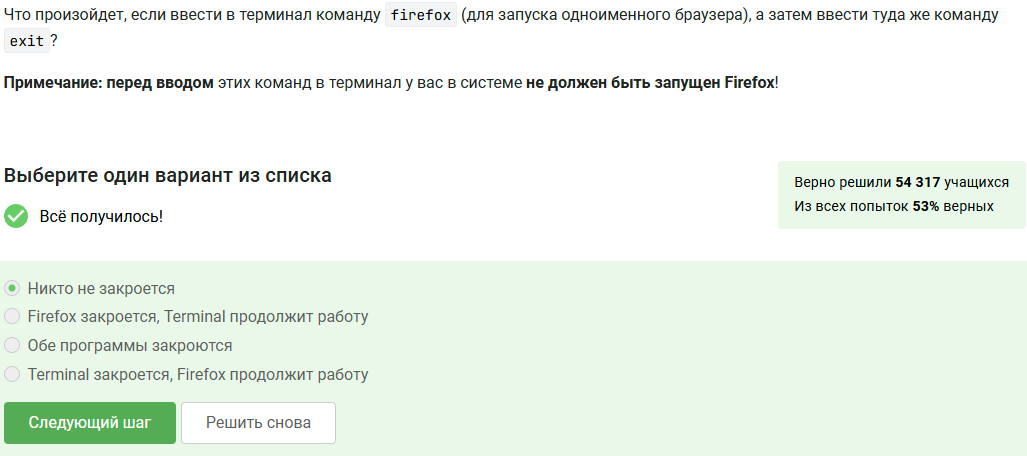 Что произойдет, если ввести в терминал команду firefox (для запуска одноименного браузера), а затем ввести туда же команду
exit ?
Примечание: перед вводом этих команд в терминал у вас в системе не должен быть запущен Firefox!
Выберите один вариант из списка
Всё получилось!
Верно решили 54 317 учащихся
Из всех попыток 53% верных
Никто не закроется
Firefox закроется, Terminal продолжит работу
Обе программы закроются
Terminal закроется, Firefox продолжит работу
Следующий шаг
Решить снова